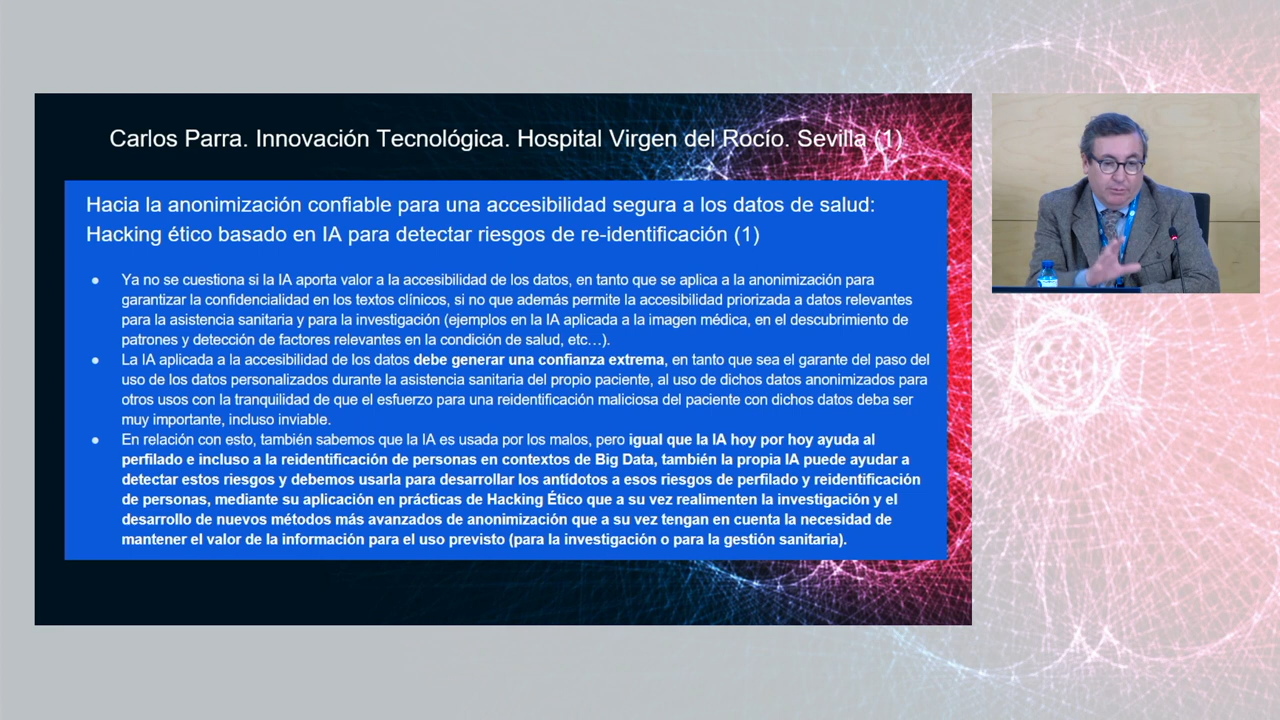 Carlos Parra. Innovación Tecnológica. Hospital Virgen del Rocío. Sevilla (1)
Hacia la anonimización confiable para una accesibilidad segura a los datos de salud:
Hacking ético basado en IA para detectar riesgos de re-identificación (1)
● Ya no se cuestiona si la IA aporta valor a la accesibilidad de los datos, en tanto que se aplica a la anonimización para
garantizar la confidencialidad en los textos clínicos, si no que además permite la accesibilidad priorizada a datos relevantes
para la asistencia sanitaria y para la investigación (ejemplos en la IA aplicada a la imagen médica, en el descubrimiento de
patrones y detección de factores relevantes en la condición de salud, etc…).
● La IA aplicada a la accesibilidad de los datos debe generar una confianza extrema, en tanto que sea el garante del paso del
uso de los datos personalizados durante la asistencia sanitaria del propio paciente, al uso de dichos datos anonimizados para
otros usos con la tranquilidad de que el esfuerzo para una reidentificación maliciosa del paciente con dichos datos deba ser
muy importante, incluso inviable.
● En relación con esto, también sabemos que la IA es usada por los malos, pero igual que la IA hoy por hoy ayuda al
perfilado e incluso a la reidentificación de personas en contextos de Big Data, también la propia IA puede ayudar a
detectar estos riesgos y debemos usarla para desarrollar los antídotos a esos riesgos de perfilado y reidentificación
de personas, mediante su aplicación en prácticas de Hacking Ético que a su vez realimenten la investigación y el
desarrollo de nuevos métodos más avanzados de anonimización que a su vez tengan en cuenta la necesidad de
mantener el valor de la información para el uso previsto (para la investigación o para la gestión sanitaria).